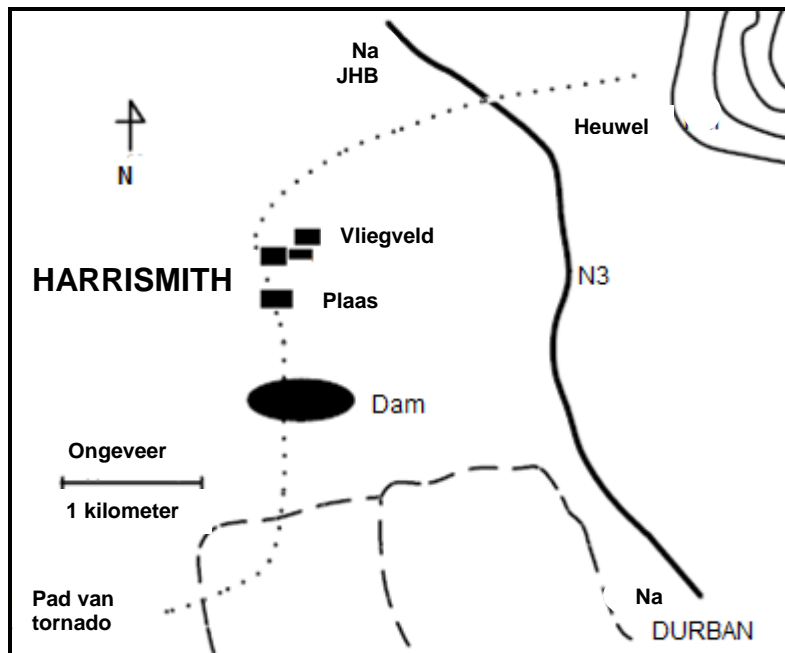 Na
JHB
Heuwel
N
Vliegveld
HARRISMITH
N3
Plaas
Dam
Ongeveer
1 kilometer
Pad van
tornado
Na
DURBAN